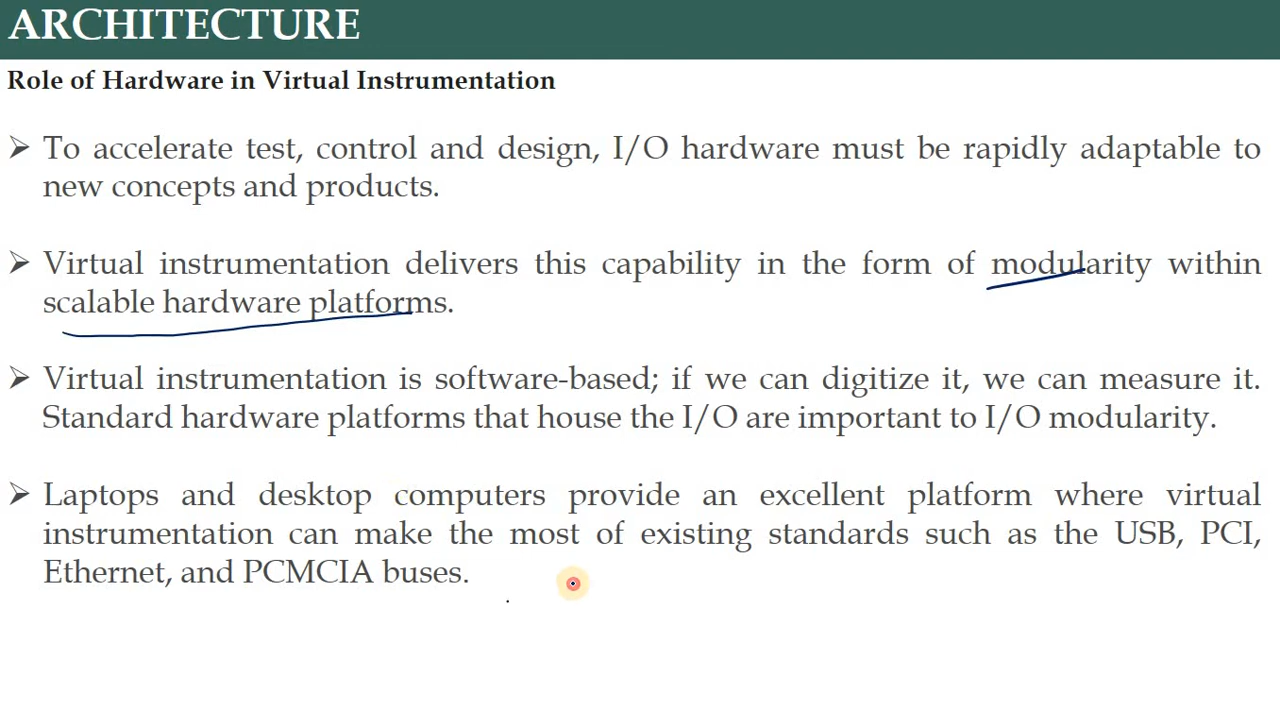 ARCHITECTURE
Role of Hardware in Virtual Instrumentation
➤ To accelerate test, control and design, I/O hardware must be rapidly adaptable to
new concepts and products.
➤ Virtual instrumentation delivers this capability in the form of modularity within
scalable hardware platforms.
➤ Virtual instrumentation is software-based; if we can digitize it, we can measure it.
Standard hardware platforms that house the I/O are important to I/O modularity.
➤ Laptops and desktop computers provide an excellent platform where virtual
instrumentation can make the most of existing standards such as the USB, PCI,
Ethernet, and PCMCIA buses.